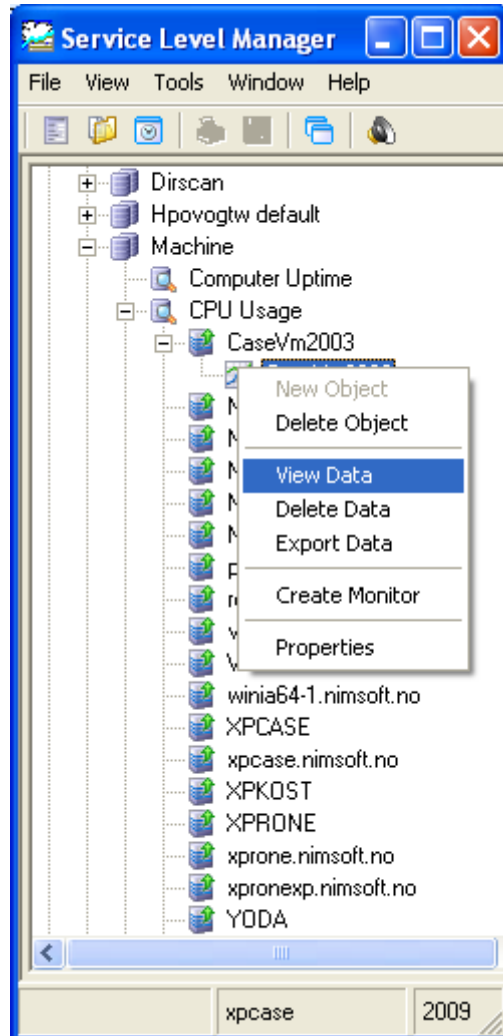 Service Level Manager
File View Tools Window Help
Dirscan
Hpovogtw default
Machine
Computer Uptime
CPU Usage
CaseVm2003
New Object
Delete Object
View Data
Delete Data
Export Data
Create Monitor
Properties
winia64-1.nimsoft.no
XPCASE
xpcase.nimsoft.no
XPKOST
XPRONE
xprone.nimsoft.no
xpronexp.nimsoft.no
YODA
xpcase 2009